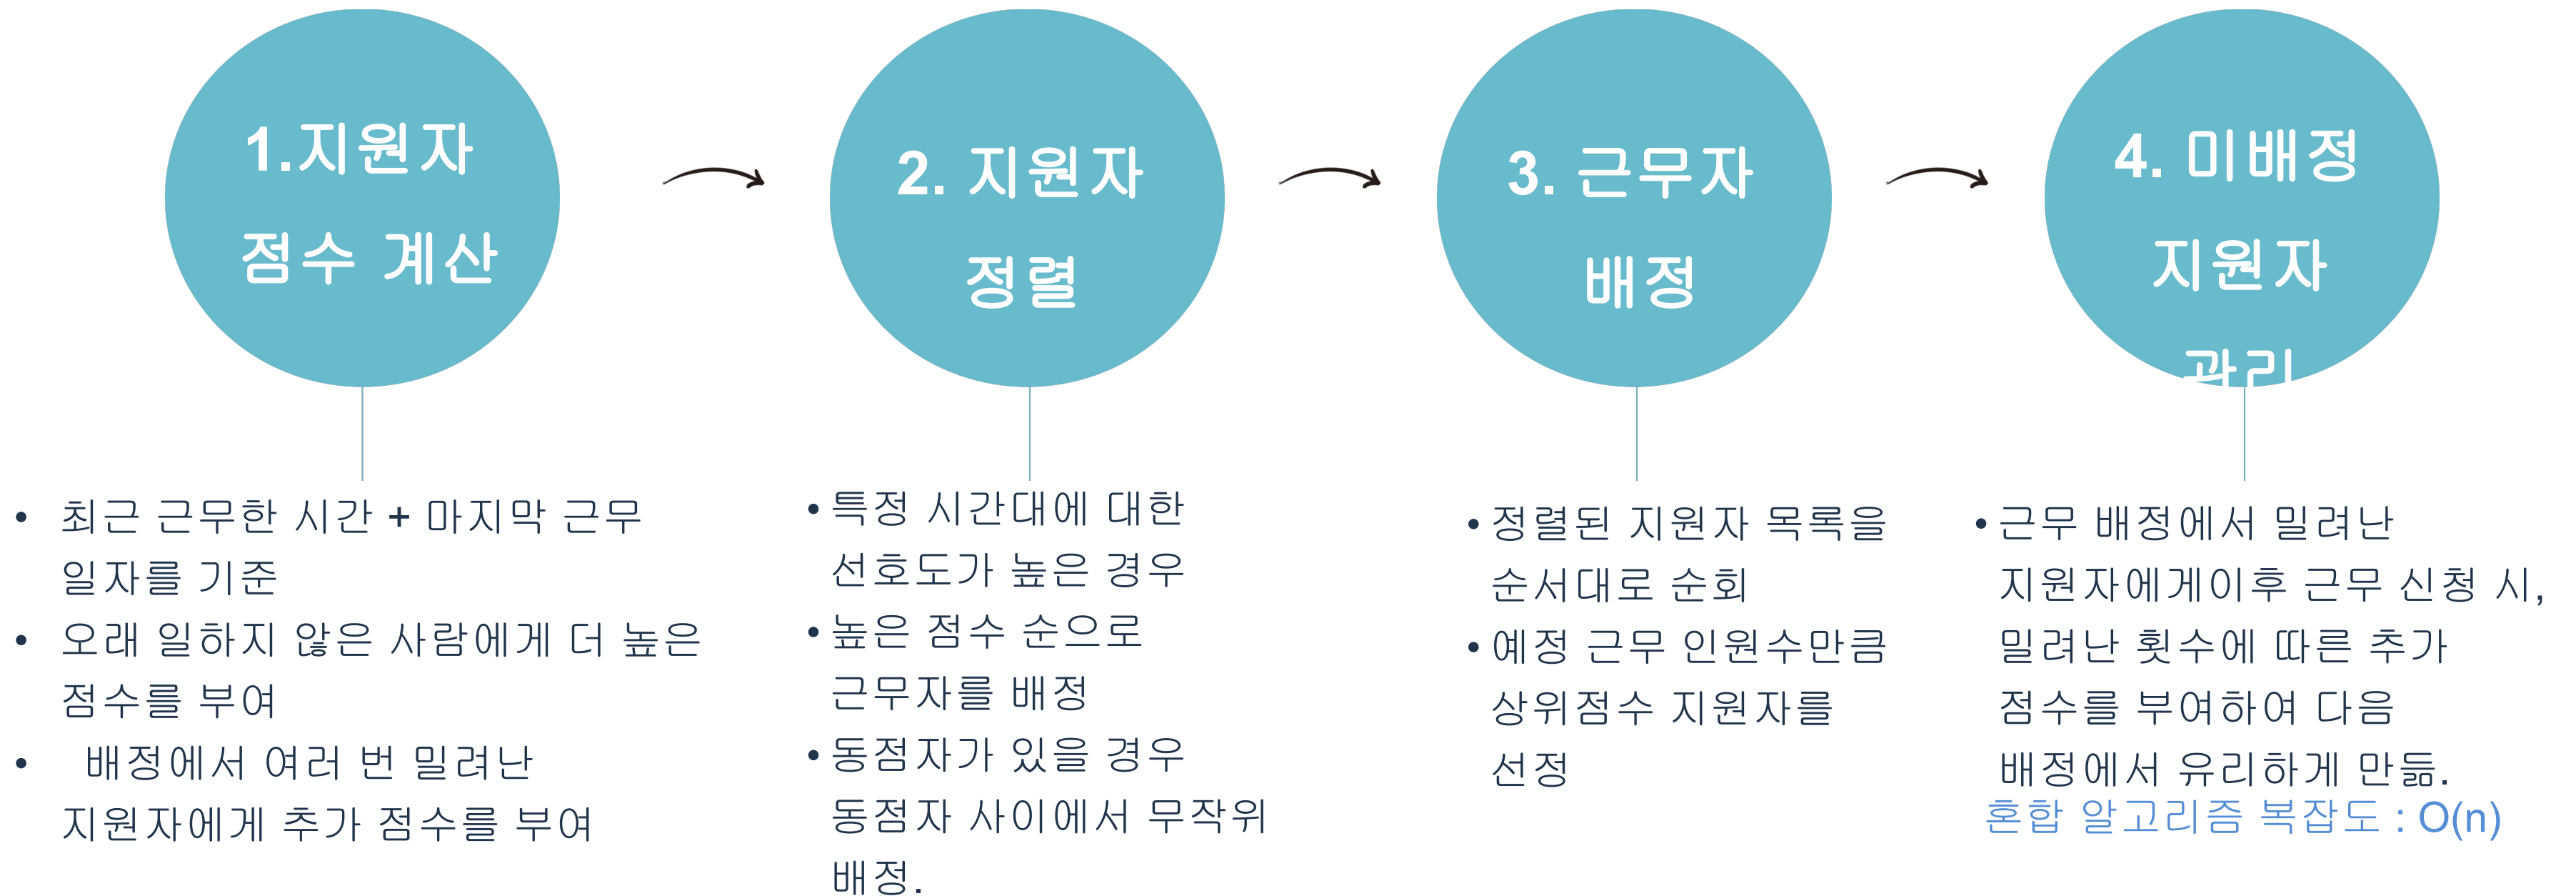 1.지원자
점수 계산
2. 지원자
정렬
3. 근무자
배정
4. 미배정
지원자
관리
• 최근 근무한 시간 + 마지막 근무
일자를 기준
• 오래 일하지 않은 사람에게 더 높은
점수를 부여
• 배정에서 여러 번 밀려난
지원자에게 추가 점수를 부여
• 특정 시간대에 대한
선호도가 높은 경우
• 높은 점수 순으로
근무자를 배정
• 동점자가 있을 경우
동점자 사이에서 무작위
배정.
• 정렬된 지원자 목록을
순서대로 순회
• 예정 근무 인원수만큼
상위점수 지원자를
선정
• 근무 배정에서 밀려난
지원자에게이후 근무 신청 시,
밀려난 횟수에 따른 추가
점수를 부여하여 다음
배정에서 유리하게 만듦.
혼합 알고리즘 복잡도 : O(n)